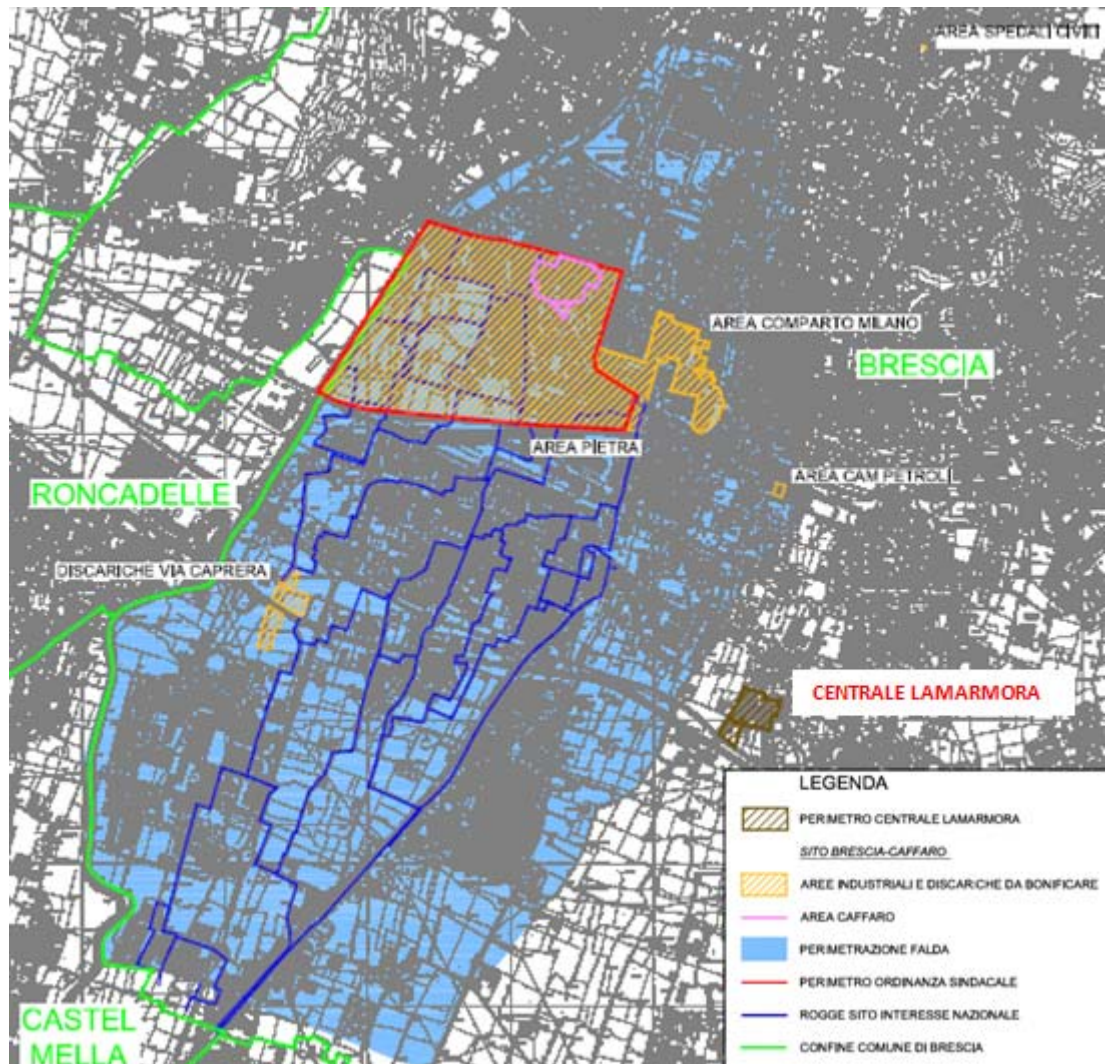 AREA SPEDALI CIVILI
AREA COMPARTO MILANO
BRESCIA
AREA PIETRA
AREA CAM PETROLI
RONCADELLE
DISCARICHE VIA CAPRERA
CENTRALE LAMARMORA
LEGENDA
PERIMETRO CENTRALE LAMARMORA
SITO BRESCIA-CAFFARO
AREE INDUSTRIALI E DISCARICHE DA BONIFICARE
AREA CAFFARO
PERIMETRAZIONE FALDA
PERIMETRO ORDINANZA SINDACALE
ROGGE SITO INTERESSE NAZIONALE
CONFINE COMUNE DI BRESCIA
CASTEL
MELLA